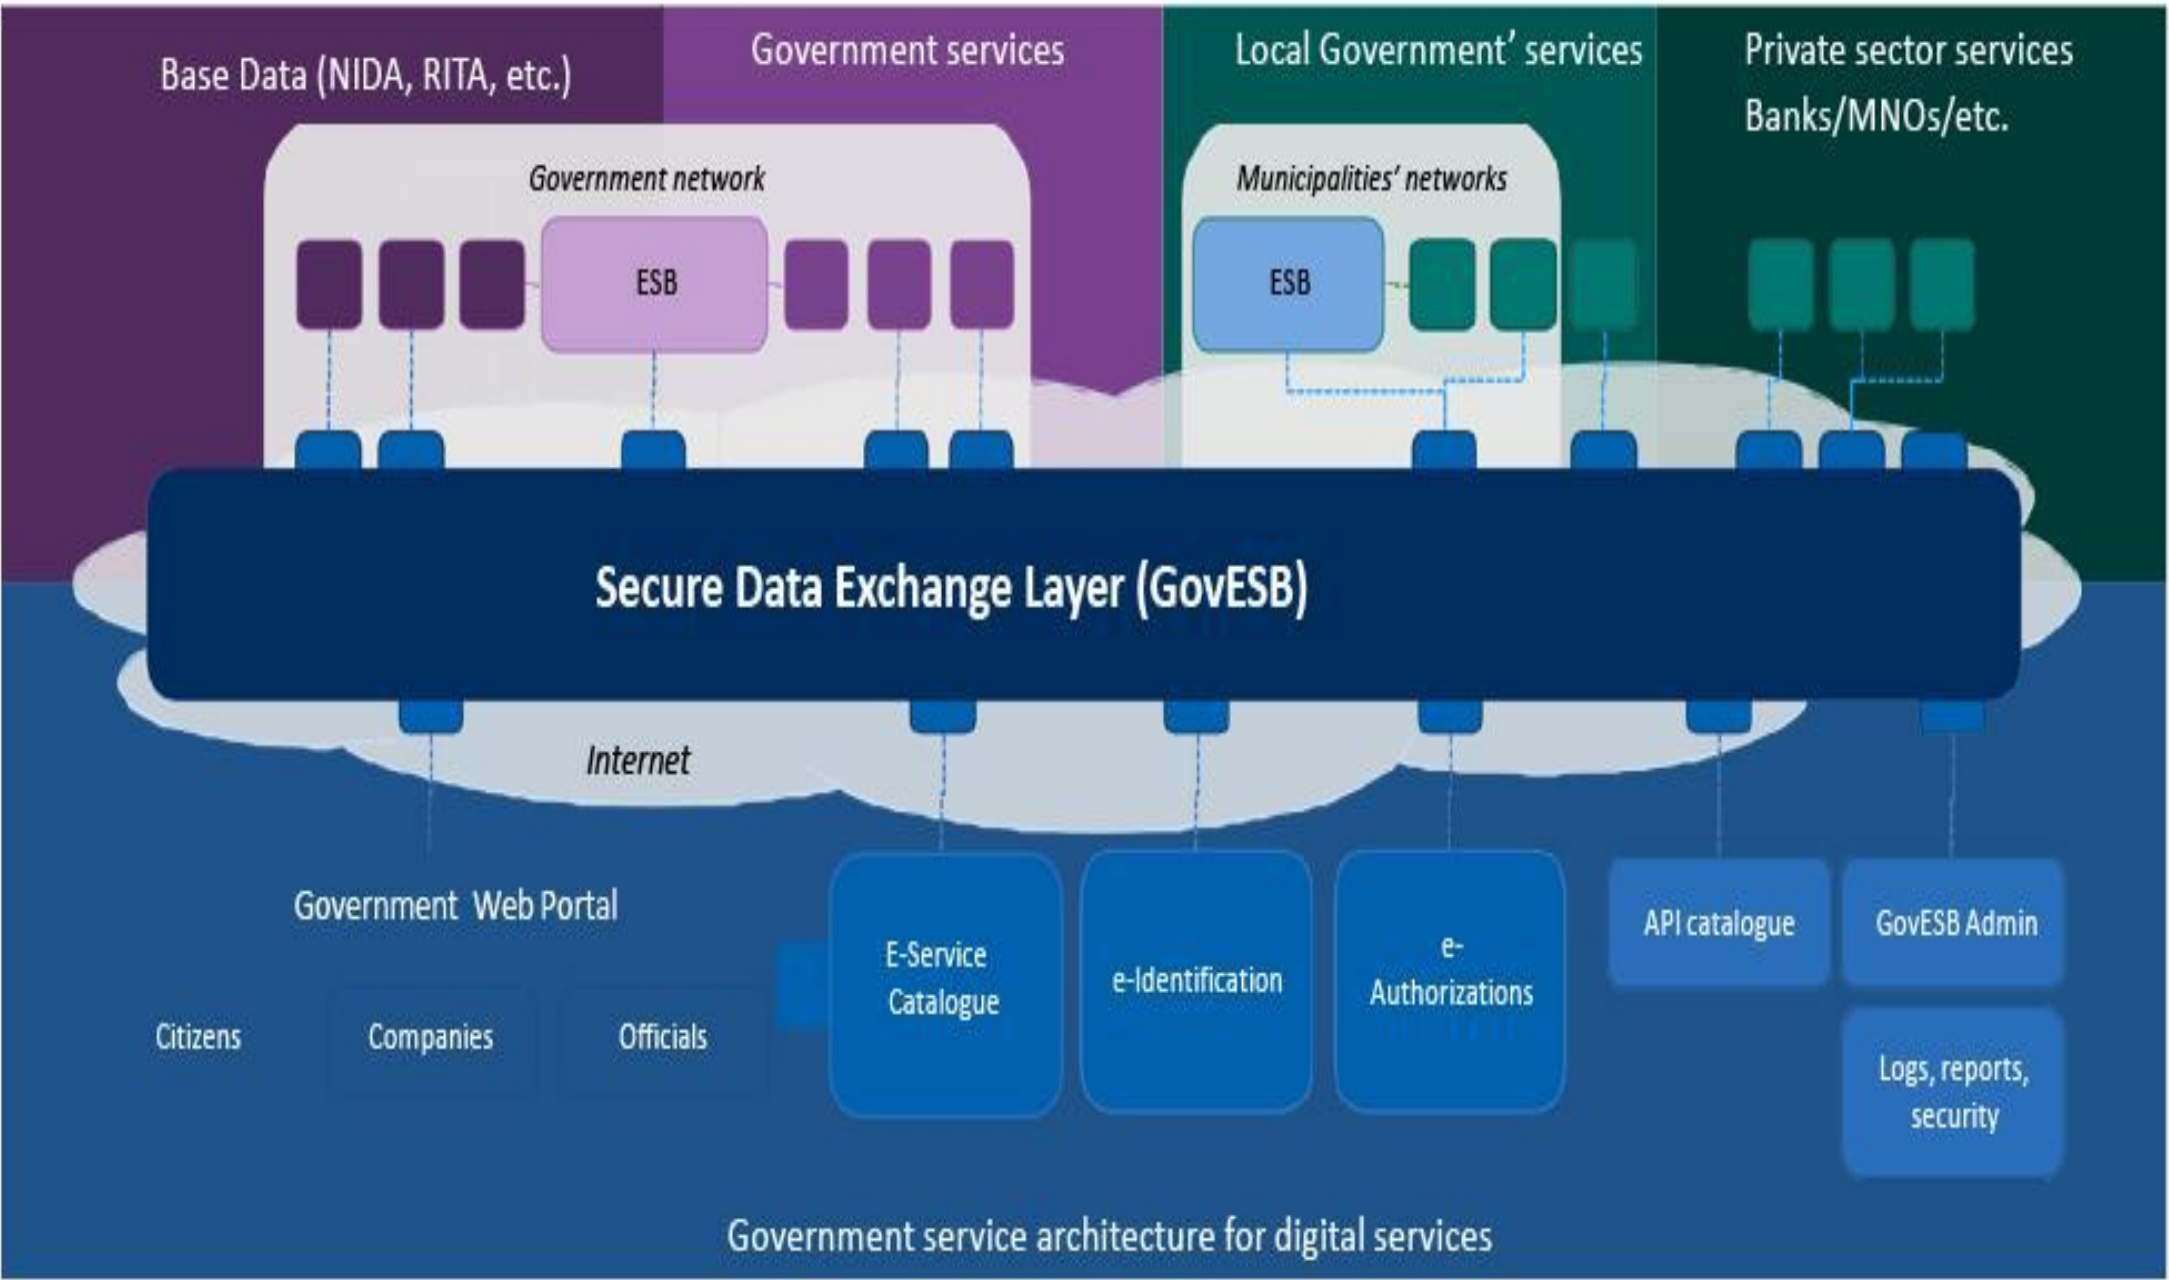 Base Data (NIDA, RITA, etc.)
Government services
Local Government’ services
Private sector services
Banks/MNOs/etc.
Government network
Municipalities’ networks
ESB
ESB
Secure Data Exchange Layer (GovESB)
Internet
Government Web Portal
Citizens
Companies
Officials
E-Service
Catalogue
e-Identification
e-
Authorizations
API catalogue
GovESB Admin
Logs, reports,
security
Government service architecture for digital services